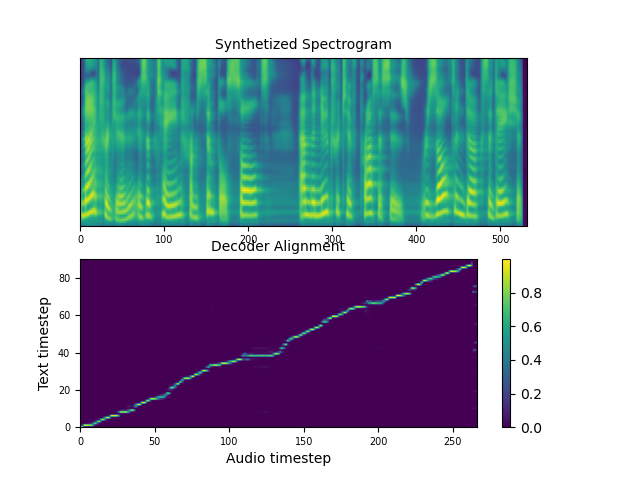 Synthetized Spectrogram
0 100 200 300 400 500
Decoder Alignment
Text timestep
80
60
40
20
0
0 50 100 150 200 250
Audio timestep
0.8
0.6
0.4
0.2
0.0